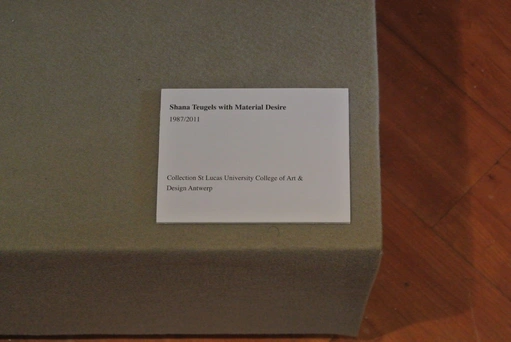 Shana Teugels with Material Desire
1987/2011
Collection St Lucas University College of Art &
Design Antwerp